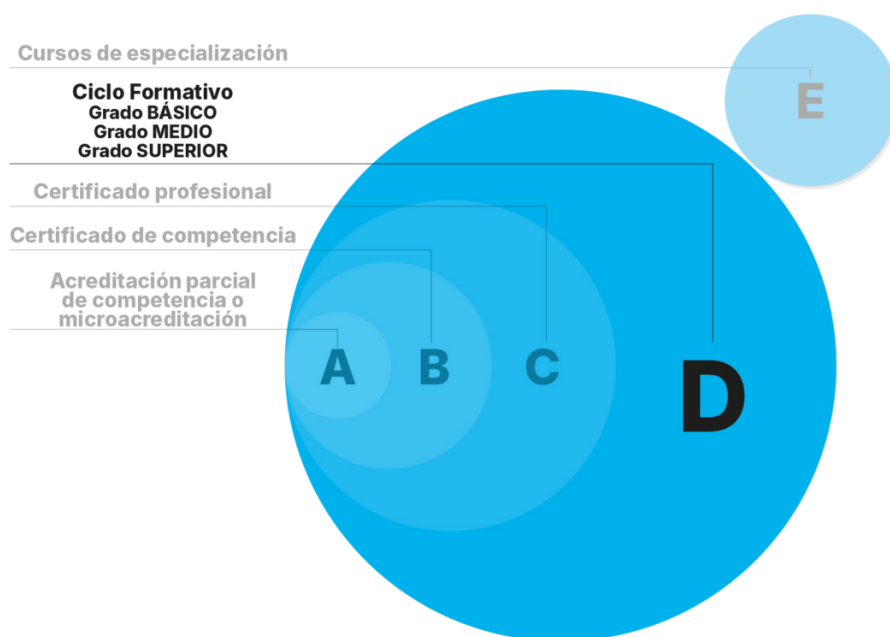 Cursos de especialización
Ciclo Formativo
Grado BÁSICO
Grado MEDIO
Grado SUPERIOR
Certificado profesional
Certificado de competencia
Acreditación parcial
de competencia o
microacreditación
A
B
C
D
E